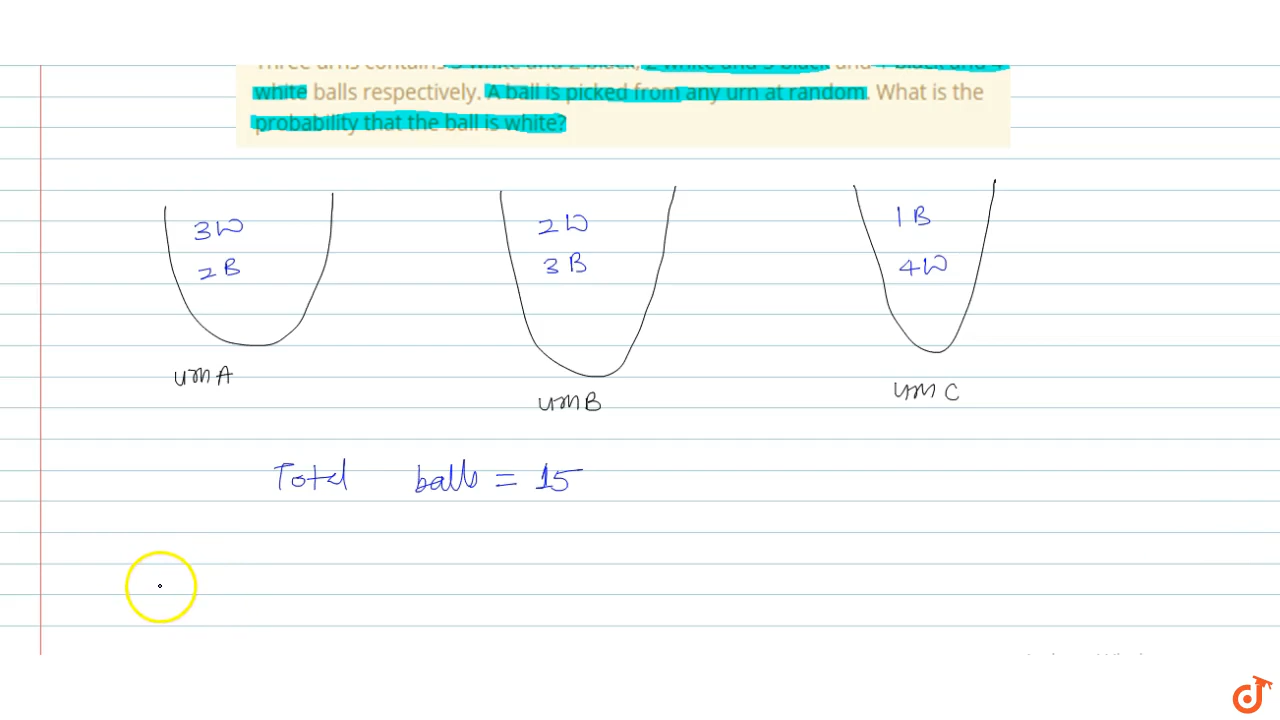 white balls respectively. A ball is picked from any urn at random. What is the
probability that the ball is white?
3W
2B
urn A
2W
3B
urn B
1B
4W
urn C
Total balls = 15